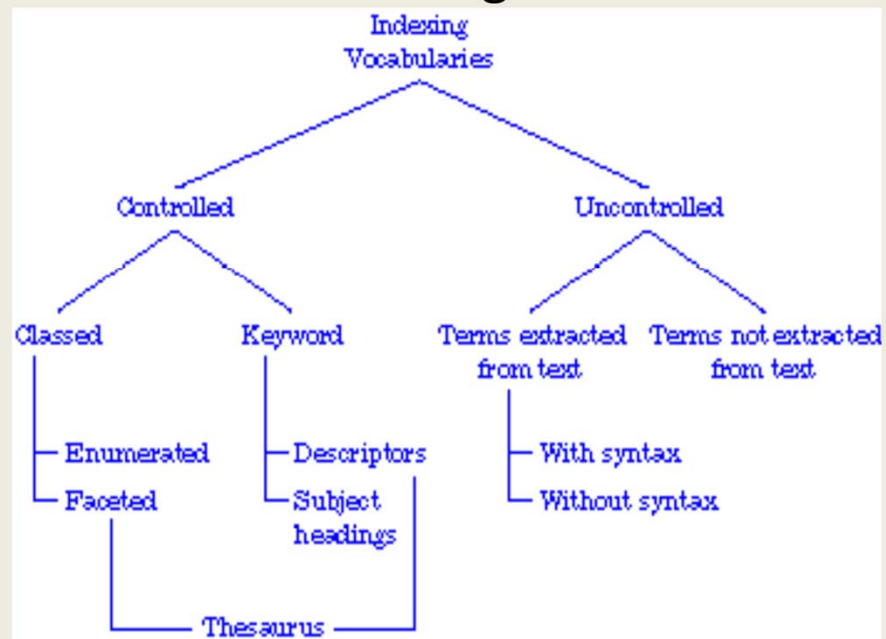 Indexing
Vocabularies
Controlled
Uncontrolled
Classed
Keyword
Terms extracted
from text
Terms not extracted
from text
Enumerated
Faceted
Descriptors
Subject
headings
With syntax
Without syntax
Thesaurus